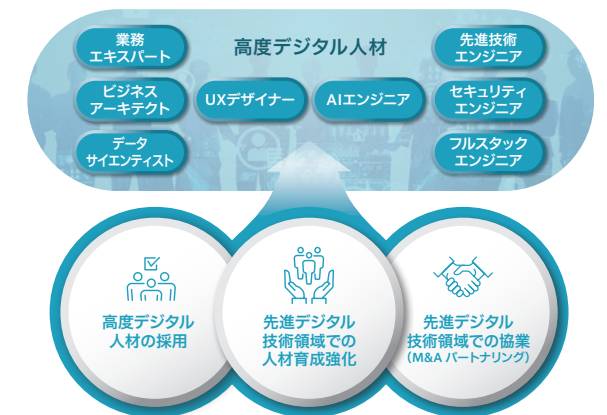 高度デジタル人材
業務
エキスパート
ビジネス
アーキテクト
データ
サイエンティスト
UXデザイナー
AIエンジニア
先進技術
エンジニア
セキュリティ
エンジニア
フルスタック
エンジニア
高度デジタル
人材の採用
先進デジタル
技術領域での
人材育成強化
先進デジタル
技術領域での協業
（M&A パートナリング）